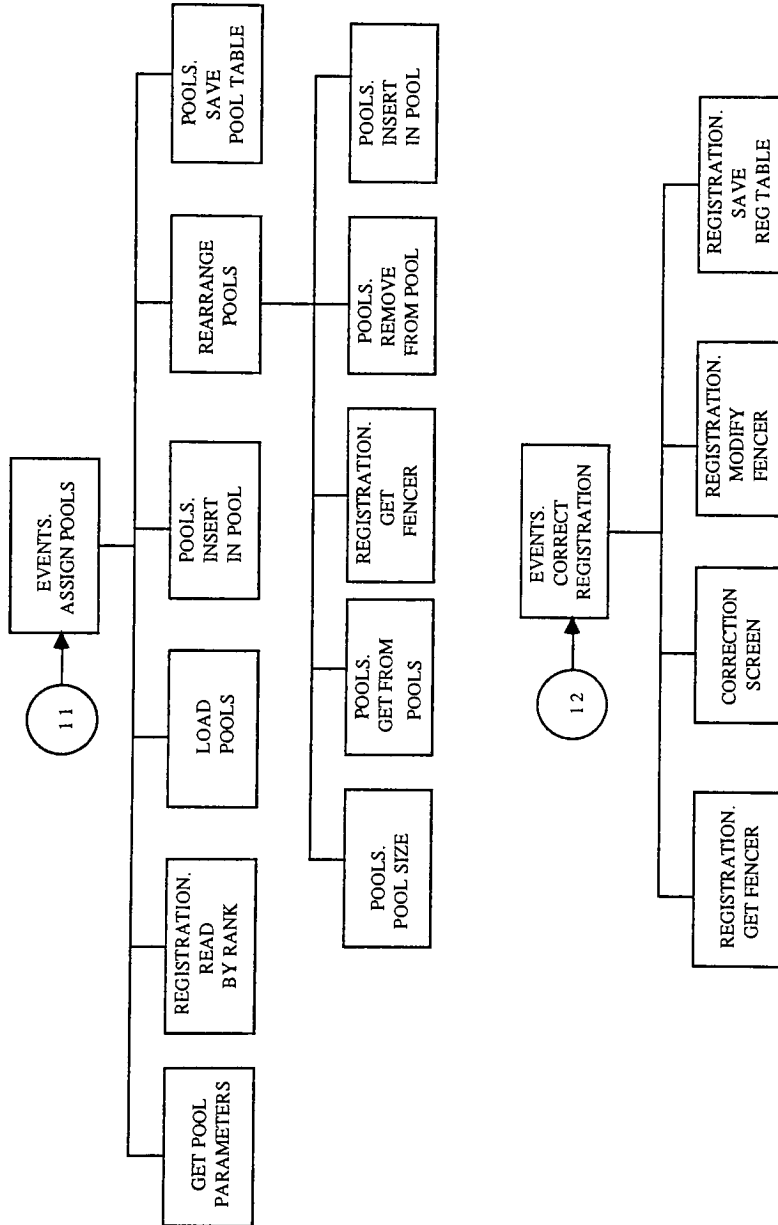 11
EVENTS.
ASSIGN POOLS
GET POOL
PARAMETERS
REGISTRATION.
READ
BY RANK
LOAD
POOLS
POOLS.
INSERT
IN POOL
REARRANGE
POOLS
POOLS.
SAVE
POOL TABLE
POOLS.
POOL SIZE
POOLS.
GET FROM
POOLS
REGISTRATION.
GET
FENCER
POOLS.
REMOVE
FROM POOL
POOLS.
INSERT
IN POOL
12
EVENTS.
CORRECT
REGISTRATION
REGISTRATION.
GET FENCER
CORRECTION
SCREEN
REGISTRATION.
MODIFY
FENCER
REGISTRATION.
SAVE
REG TABLE